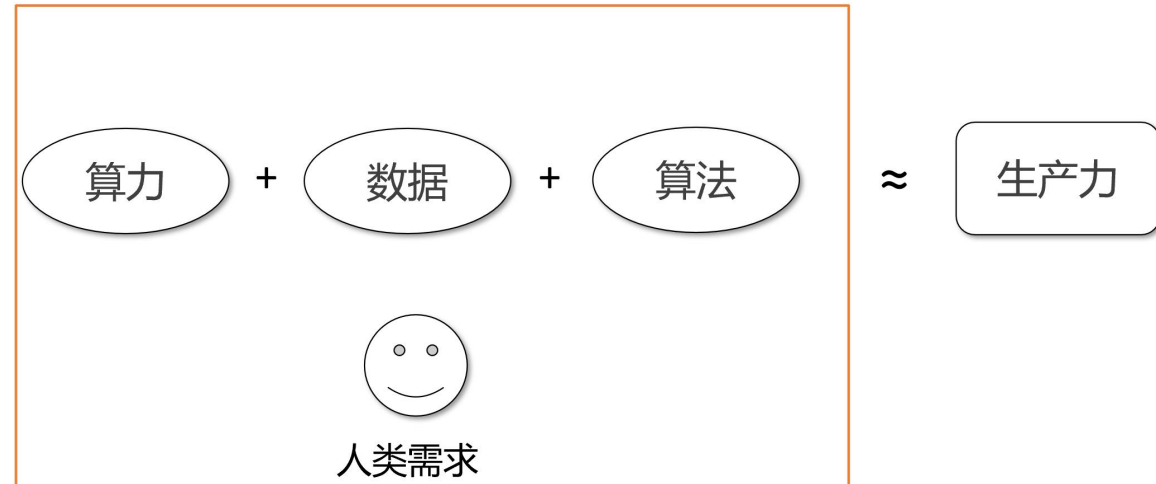 算力 + 数据 + 算法 ≈ 生产力
人类需求